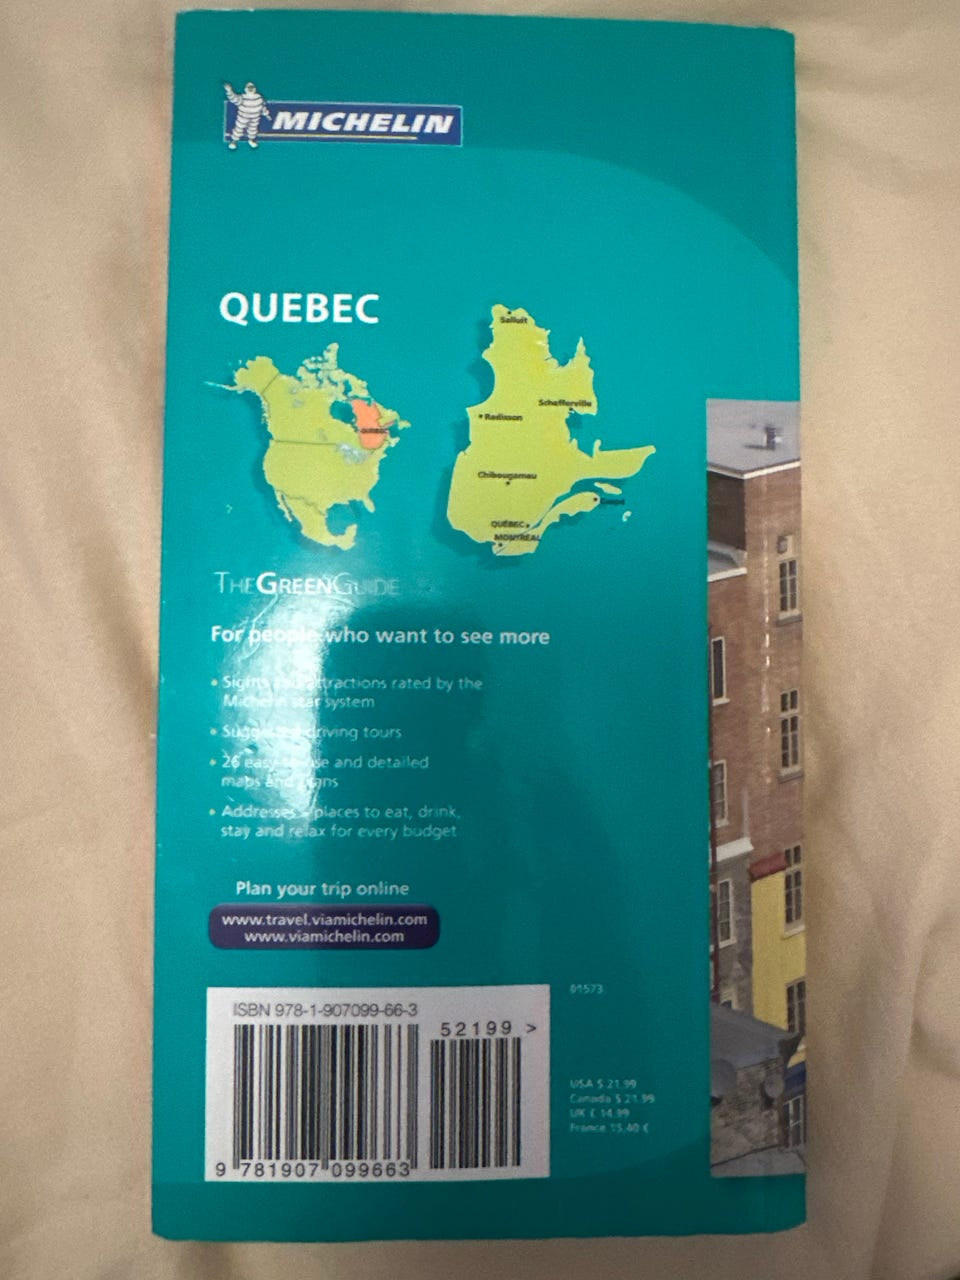 MICHELIN
QUEBEC
Salluit
Schefferville
Radisson
QUÉBEC
Chibougamau
Gaspé
QUÉBEC
MONTRÉAL
THEGREENGUIDE
For people who want to see more
• Sights and attractions rated by the
Michelin star system
• Suggested driving tours
• 26 easy-to-use and detailed
maps and plans
• Addresses – places to eat, drink,
stay and relax for every budget
Plan your trip online
www.travel.viamichelin.com
www.viamichelin.com
01573
ISBN 978-1-907099-66-3
52199 >
USA $ 21.99
Canada $ 21.99
UK £ 14.99
France 15,40 €
9 781907 099663